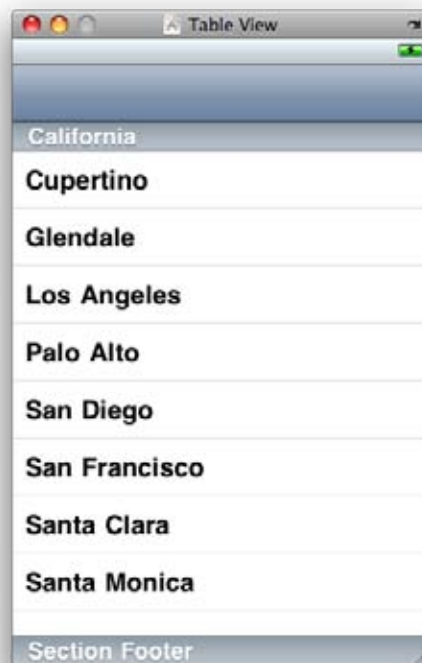 Table View
California
Cupertino
Glendale
Los Angeles
Palo Alto
San Diego
San Francisco
Santa Clara
Santa Monica
Section Footer